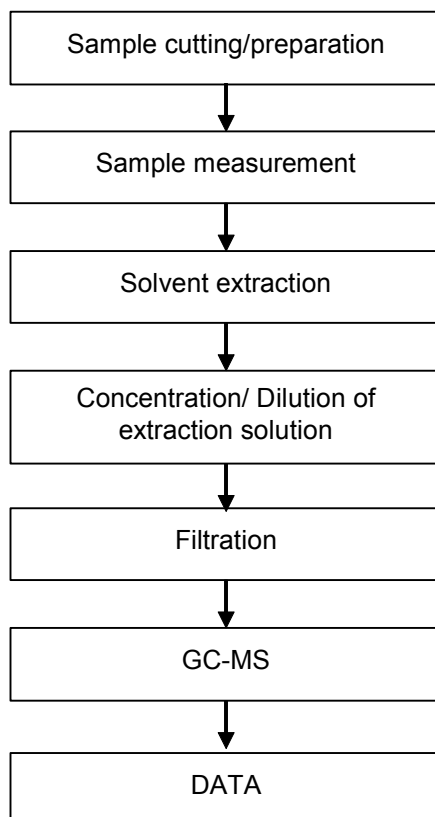 Sample cutting/preparation
Sample measurement
Solvent extraction
Concentration/ Dilution of
extraction solution
Filtration
GC-MS
DATA